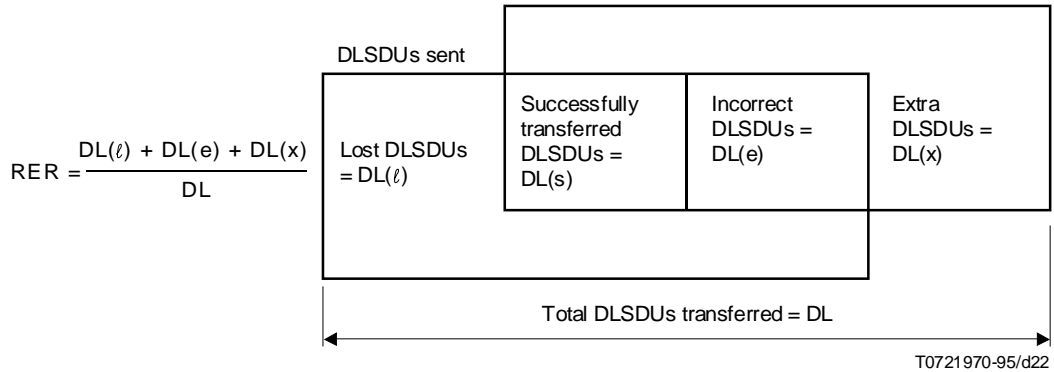 DLSDUs sent
RER = DL(ℓ) + DL(e) + DL(x)
DL
Lost DLSDUs
= DL(ℓ)
Successfully
transferred
DLSDUs =
DL(s)
Incorrect
DLSDUs =
DL(e)
Extra
DLSDUs =
DL(x)
Total DLSDUs transferred = DL
T0721970-95/d22